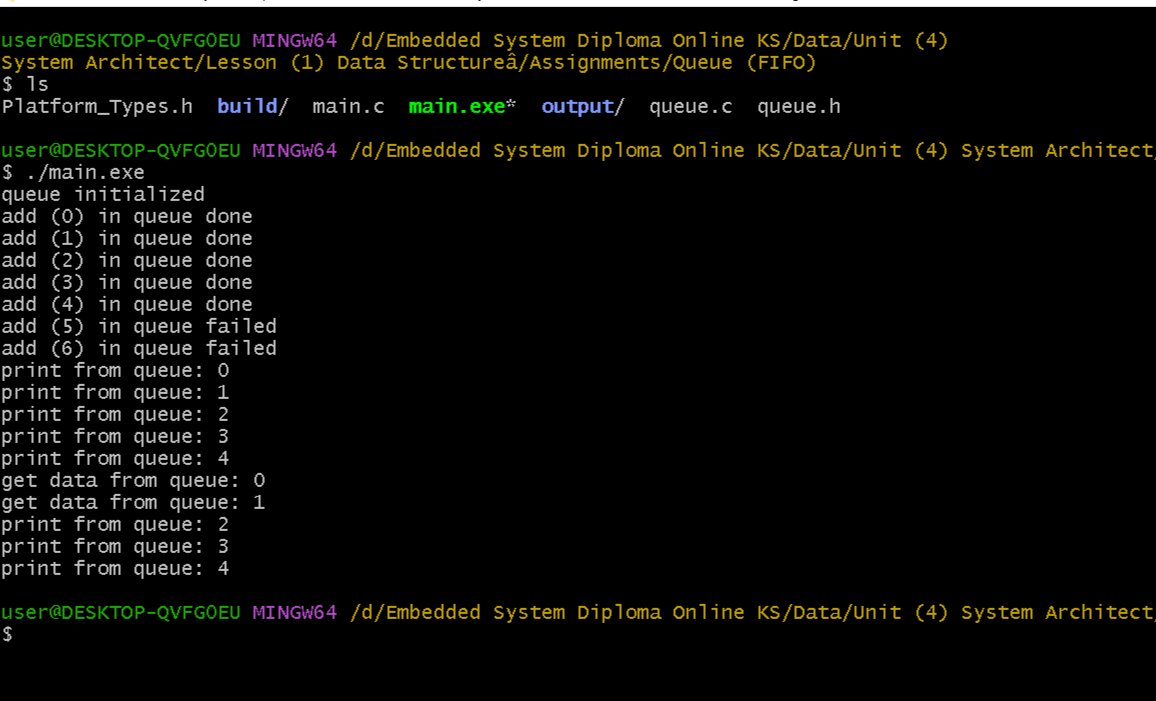 user@DESKTOP-QVFG0EU MINGW64 /d/Embedded System Diploma Online KS/Data/Unit (4)
System Architect/Lesson (1) Data Structureâ/Assignments/Queue (FIFO)
$ ls
Platform_Types.h  build/  main.c  main.exe*  output/  queue.c  queue.h
user@DESKTOP-QVFG0EU MINGW64 /d/Embedded System Diploma Online KS/Data/Unit (4) System Architect/
$ ./main.exe
queue initialized
add (0) in queue done
add (1) in queue done
add (2) in queue done
add (3) in queue done
add (4) in queue done
add (5) in queue failed
add (6) in queue failed
print from queue: 0
print from queue: 1
print from queue: 2
print from queue: 3
print from queue: 4
get data from queue: 0
get data from queue: 1
print from queue: 2
print from queue: 3
print from queue: 4
user@DESKTOP-QVFG0EU MINGW64 /d/Embedded System Diploma Online KS/Data/Unit (4) System Architect/
$